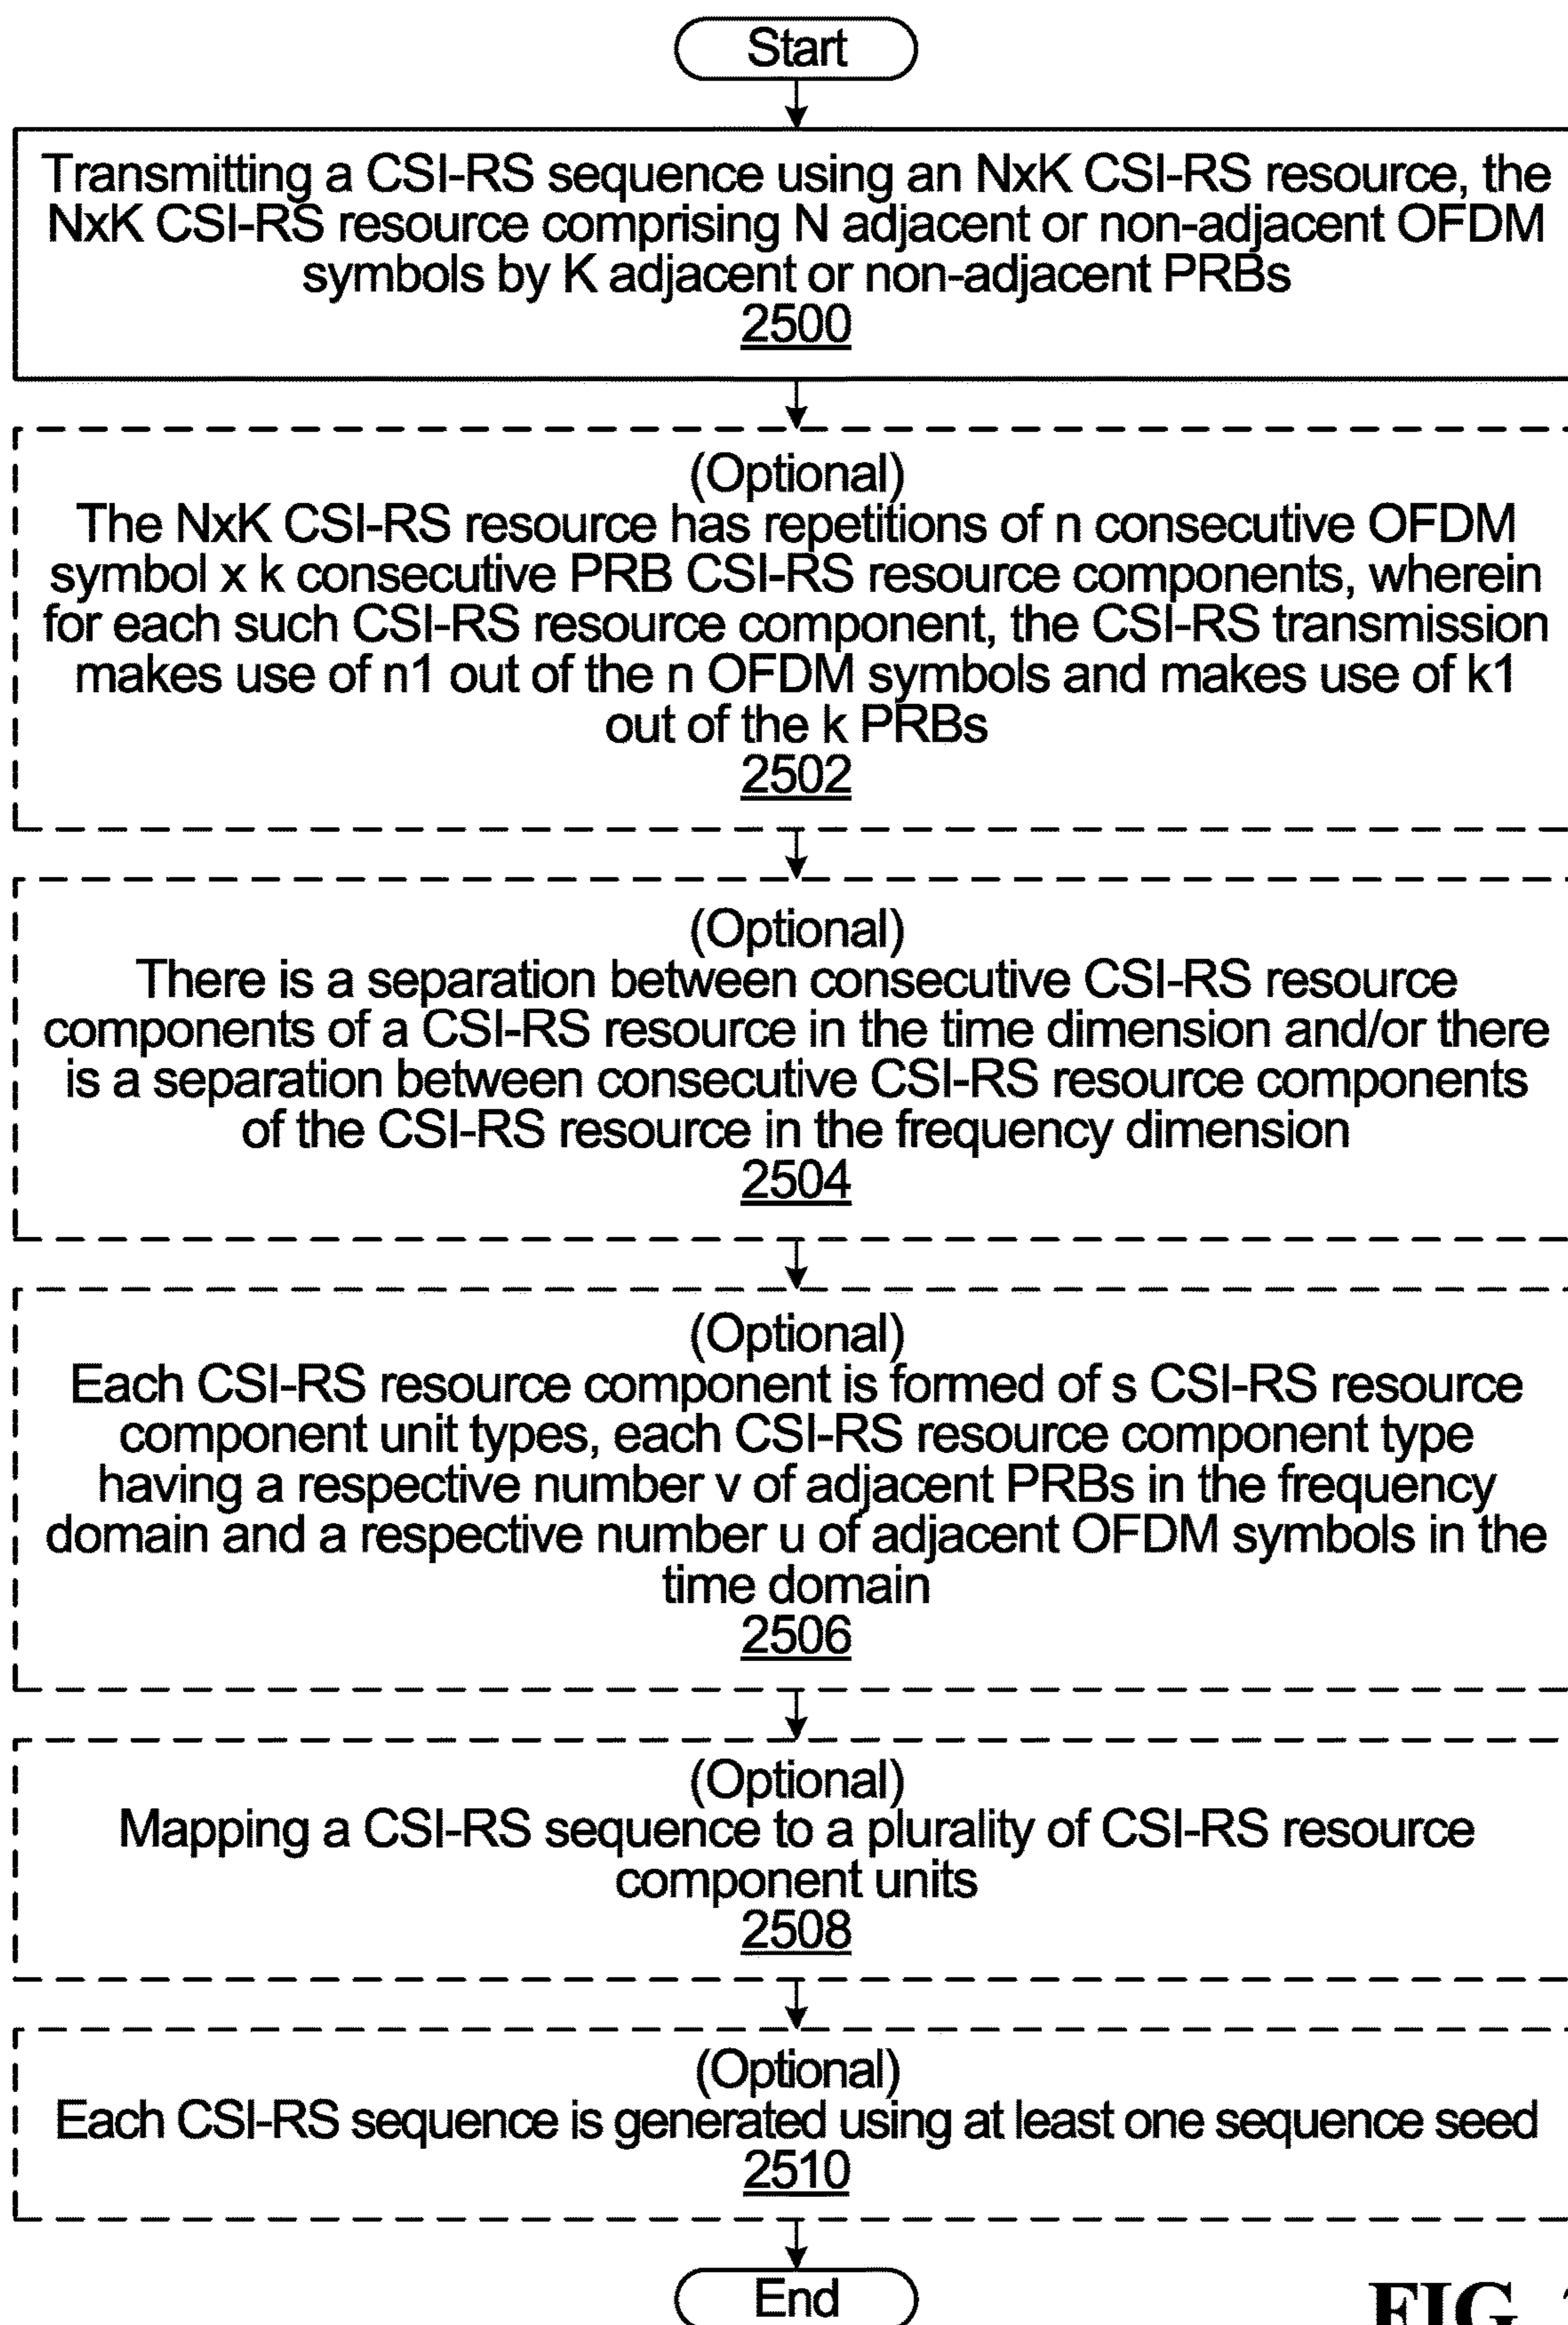 Start
Transmitting a CSI-RS sequence using an NxK CSI-RS resource, the
NxK CSI-RS resource comprising N adjacent or non-adjacent OFDM
symbols by K adjacent or non-adjacent PRBs
2500
(Optional)
The NxK CSI-RS resource has repetitions of n consecutive OFDM
symbol x k consecutive PRB CSI-RS resource components, wherein
for each such CSI-RS resource component, the CSI-RS transmission
makes use of n1 out of the n OFDM symbols and makes use of k1
out of the k PRBs
2502
(Optional)
There is a separation between consecutive CSI-RS resource
components of a CSI-RS resource in the time dimension and/or there
is a separation between consecutive CSI-RS resource components
of the CSI-RS resource in the frequency dimension
2504
(Optional)
Each CSI-RS resource component is formed of s CSI-RS resource
component unit types, each CSI-RS resource component type
having a respective number v of adjacent PRBs in the frequency
domain and a respective number u of adjacent OFDM symbols in the
time domain
2506
(Optional)
Mapping a CSI-RS sequence to a plurality of CSI-RS resource
component units
2508
(Optional)
Each CSI-RS sequence is generated using at least one sequence seed
2510
End
FIG.